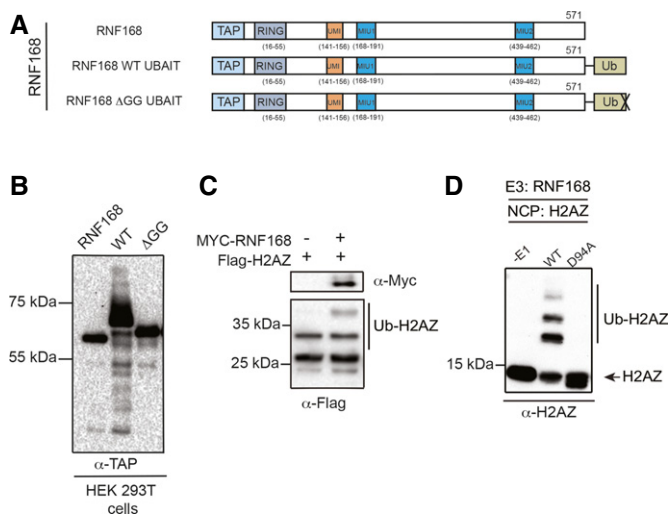 A
RNF168
RNF168
571
TAP
RING
UMI
MIU1
MIU2
(16-55)
(141-156)
(168-191)
(439-462)
RNF168 WT UBAIT
571
TAP
RING
UMI
MIU1
MIU2
Ub
(16-55)
(141-156)
(168-191)
(439-462)
RNF168 ΔGG UBAIT
571
TAP
RING
UMI
MIU1
MIU2
Ub
(16-55)
(141-156)
(168-191)
(439-462)
B
RNF168
WT
ΔGG
75 kDa
55 kDa
α-TAP
HEK 293T
cells
C
MYC-RNF168 - +
Flag-H2AZ + +
α-Myc
35 kDa
25 kDa
Ub-H2AZ
α-Flag
D
E3: RNF168
NCP: H2AZ
-E1
WT
D94A
15 kDa
Ub-H2AZ
H2AZ
α-H2AZ